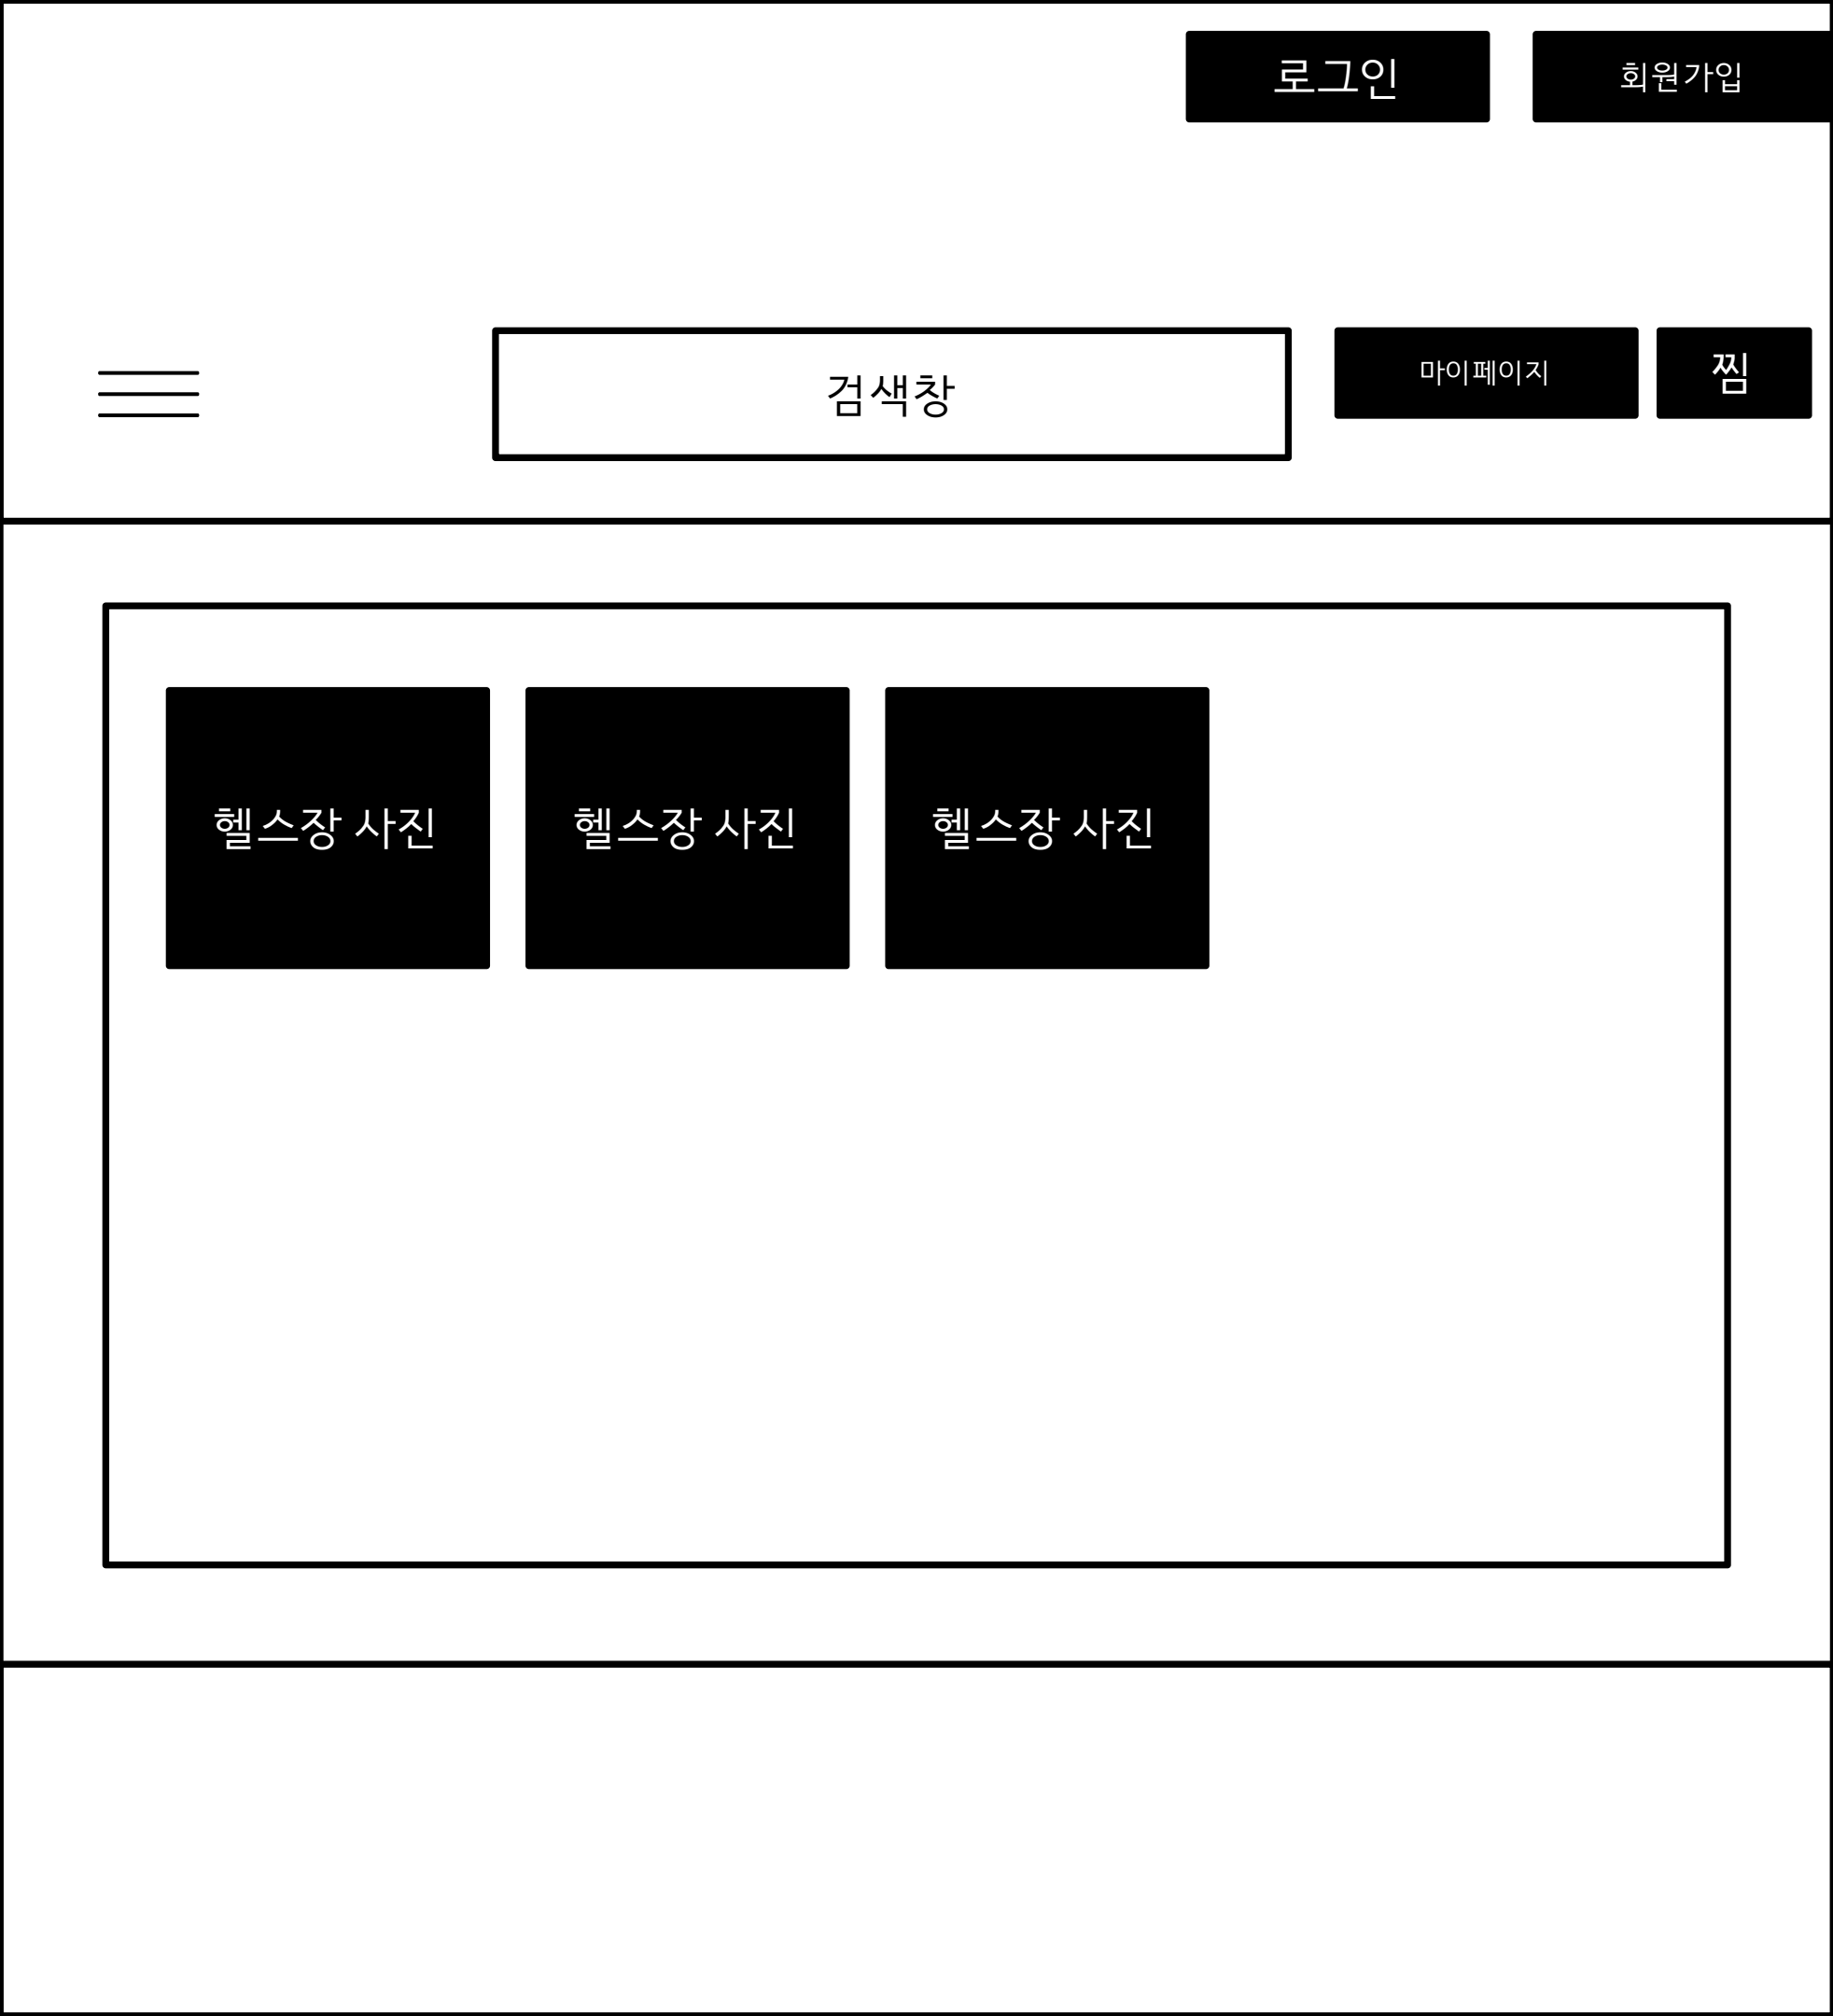 로그인
회원가입
검색창
마이페이지
찜
헬스장 사진
헬스장 사진
헬스장 사진